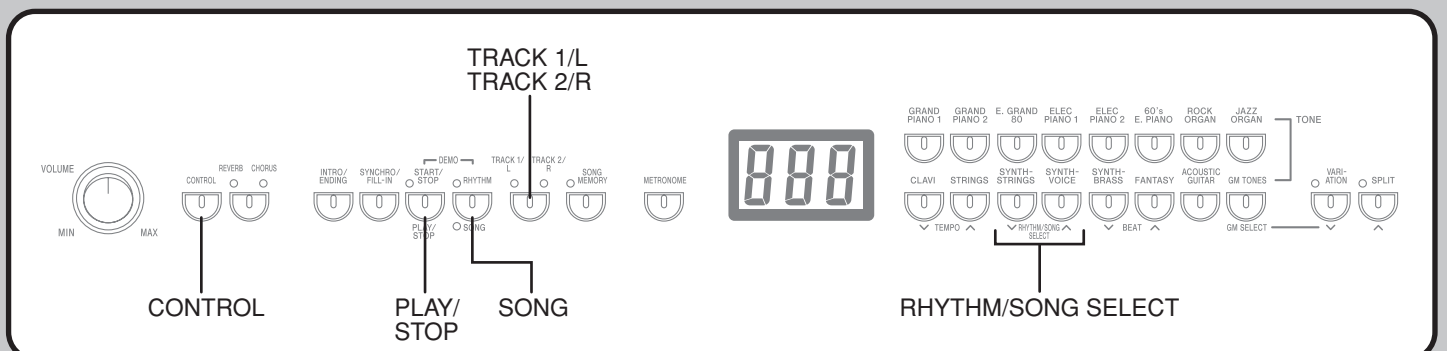 TRACK 1/L
TRACK 2/R
GRAND PIANO 1
GRAND PIANO 2
E. GRAND 80
ELEC PIANO 1
ELEC PIANO 2
60's E. PIANO
ROCK ORGAN
JAZZ ORGAN
TONE
VOLUME
MIN
MAX
CONTROL
REVERB
CHORUS
INTRO/
ENDING
SYNCHRO/
FILL-IN
DEMO
START/
STOP
PLAY/
STOP
RHYTHM
SONG
TRACK 1/
L
TRACK 2/
R
SONG
MEMORY
METRONOME
888
CLAVI
STRINGS
SYNTH-
STRINGS
SYNTH-
VOICE
SYNTH-
BRASS
FANTASY
ACOUSTIC
GUITAR
GM TONES
VARI-
ATION
SPLIT
TEMPO
RHYTHM/SONG
SELECT
BEAT
GM SELECT
CONTROL
PLAY/
STOP
SONG
RHYTHM/SONG SELECT